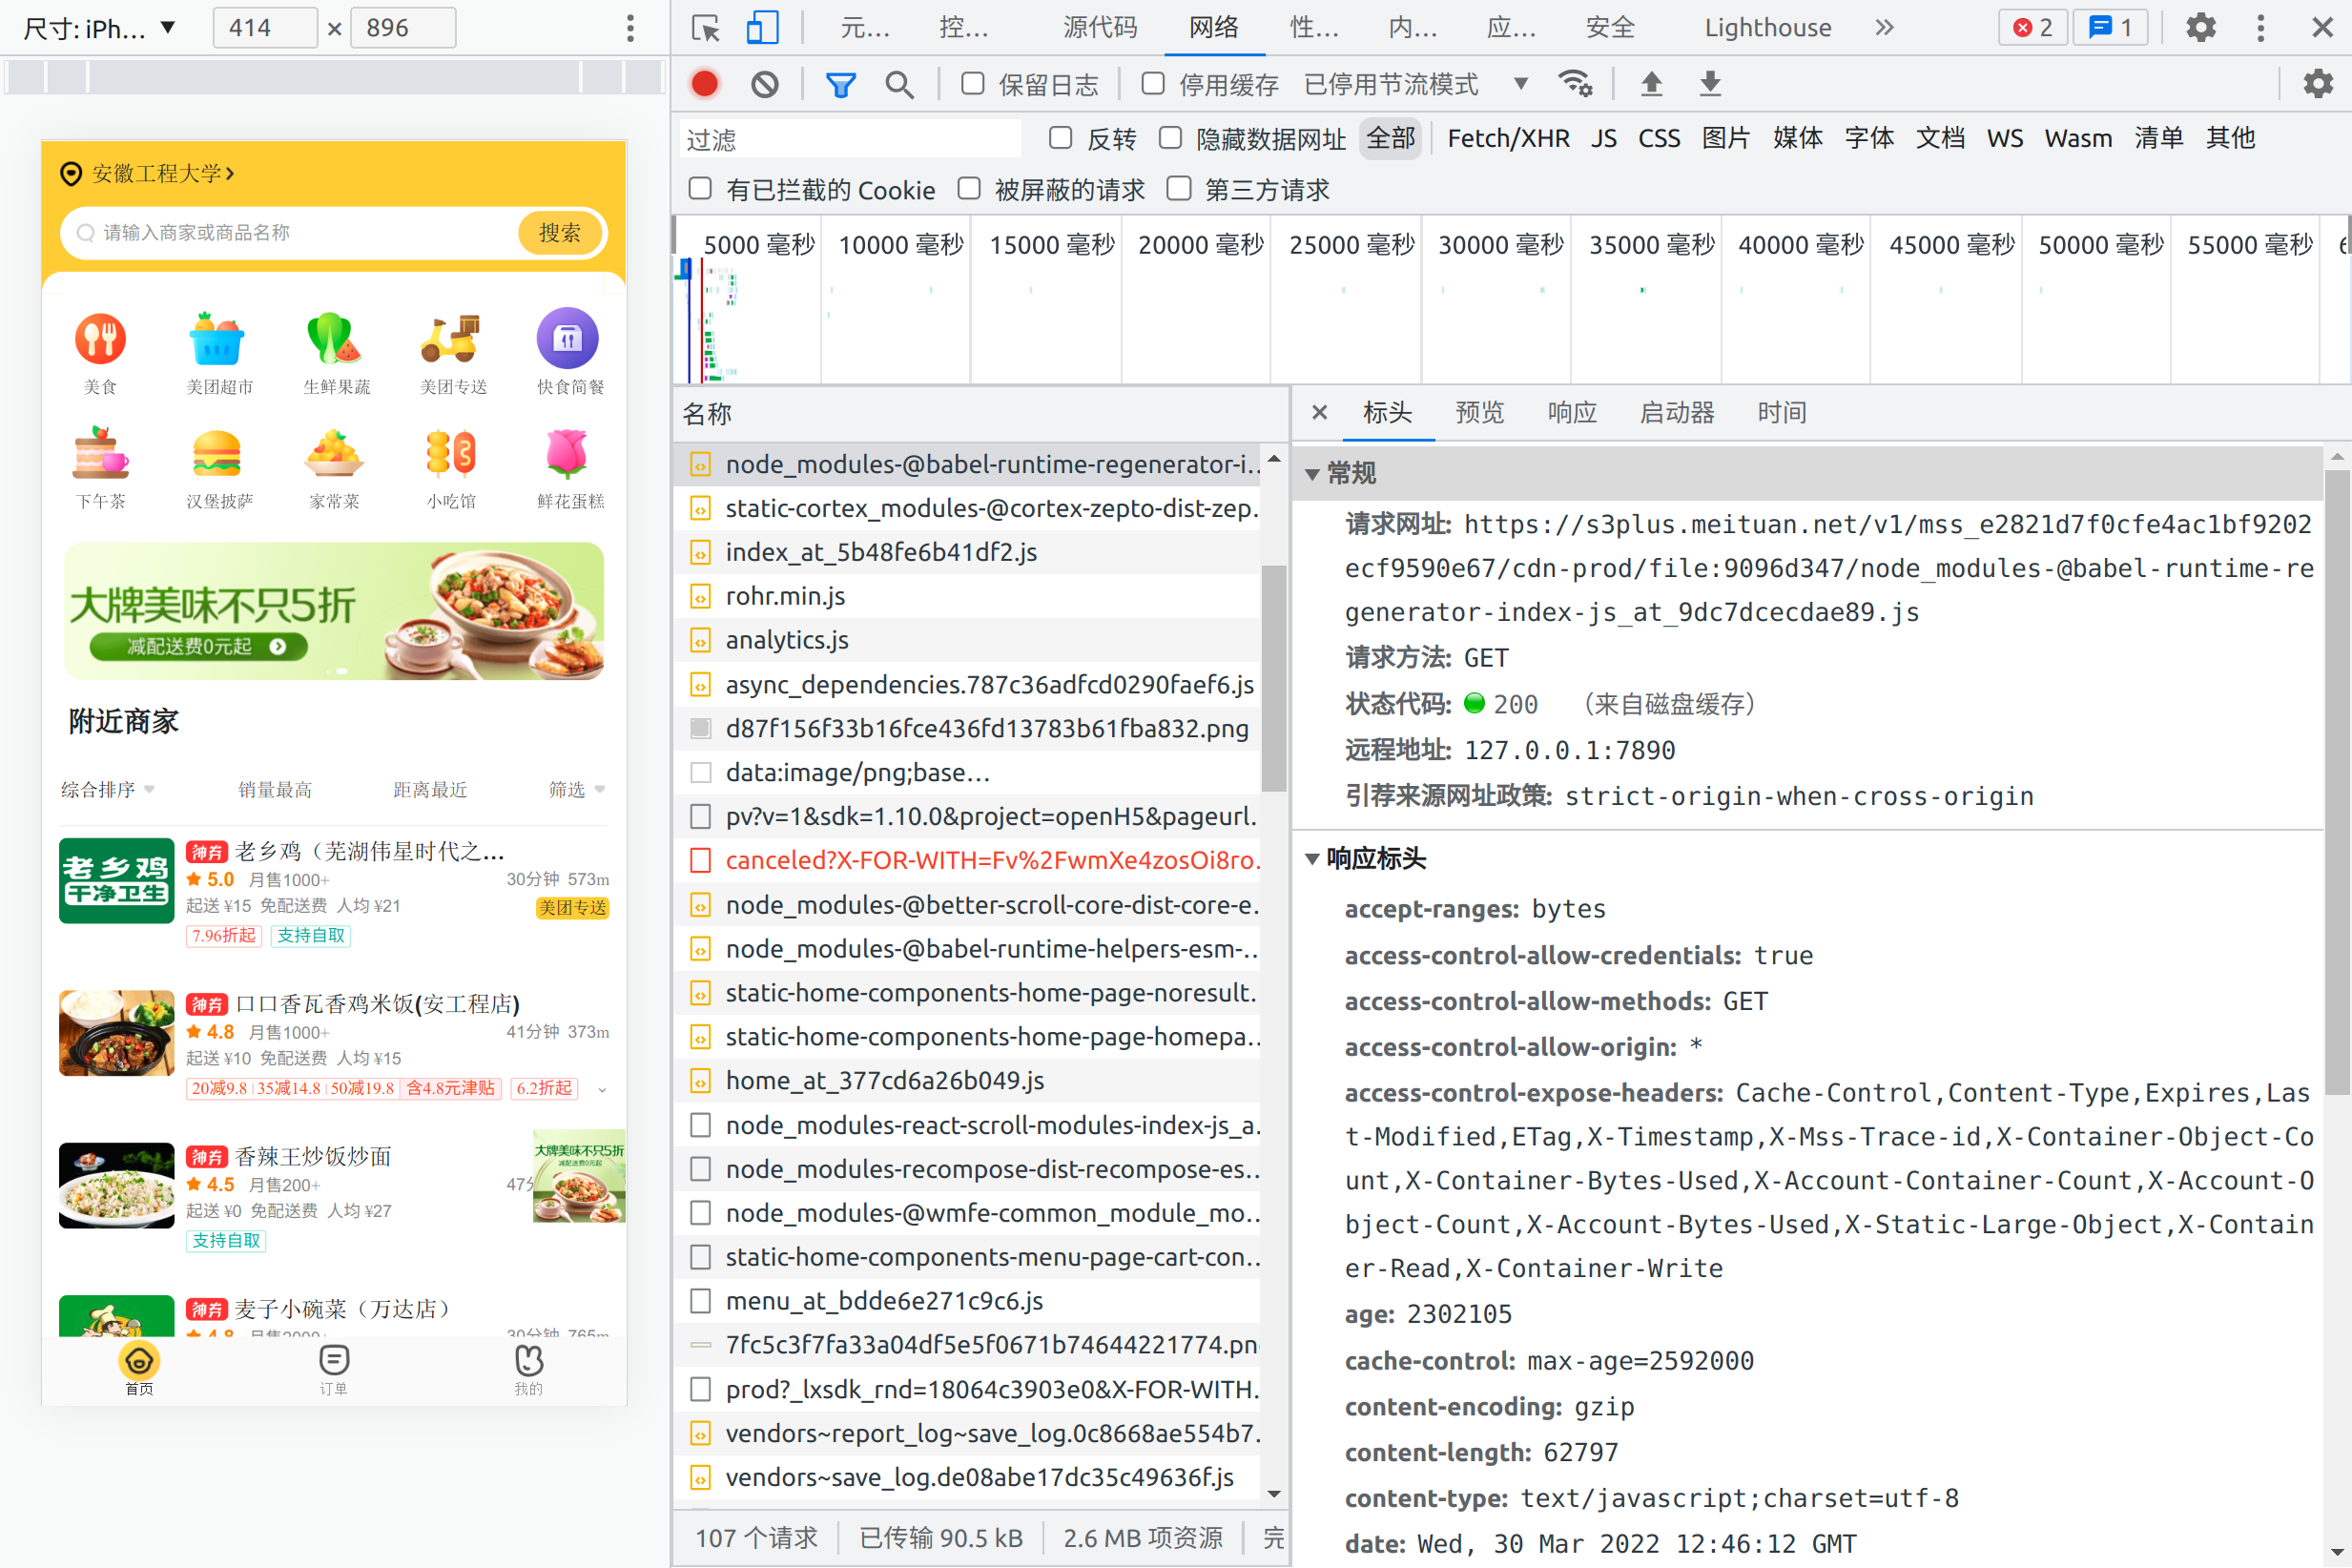 尺寸: iPh... ▼ 414 × 896
元… 控… 源代码 网络 性… 内… 应… 安全 Lighthouse » 2 1
保留日志 停用缓存 已停用节流模式 ▼
过滤 反转 隐藏数据网址 全部 Fetch/XHR JS CSS 图片 媒体 字体 文档 WS Wasm 清单 其他
有已拦截的 Cookie 被屏蔽的请求 第三方请求
5000 毫秒 10000 毫秒 15000 毫秒 20000 毫秒 25000 毫秒 30000 毫秒 35000 毫秒 40000 毫秒 45000 毫秒 50000 毫秒 55000 毫秒
安徽工程大学
请输入商家或商品名称 搜索
美食 美团超市 生鲜果蔬 美团专送 快食简餐
下午茶 汉堡披萨 家常菜 小吃馆 鲜花蛋糕
大牌美味不只5折
减配送费0元起
附近商家
综合排序 销量最高 距离最近 筛选
老乡鸡
干净卫生
神券 老乡鸡（芜湖伟星时代之...
5.0 月售1000+ 30分钟 573m
起送 ¥15 免配送费 人均 ¥21 美团专送
7.96折起 支持自取
神券 口口香瓦香鸡米饭(安工程店)
4.8 月售1000+ 41分钟 373m
起送 ¥10 免配送费 人均 ¥15
20减9.8 35减14.8 50减19.8 含4.8元津贴 6.2折起
神券 香辣王炒饭炒面
4.5 月售200+ 47
起送 ¥0 免配送费 人均 ¥27
支持自取
大牌美味不只5折
减配送费0元起
神券 麦子小碗菜（万达店）
4.8 月售2000+ 30分钟 765m
首页 订单 我的
名称
node_modules-@babel-runtime-regenerator-i…
static-cortex_modules-@cortex-zepto-dist-zep.
index_at_5b48fe6b41df2.js
rohr.min.js
analytics.js
async_dependencies.787c36adfcd0290faef6.js
d87f156f33b16fce436fd13783b61fba832.png
data:image/png;base…
pv?v=1&sdk=1.10.0&project=openH5&pageurl.
canceled?X-FOR-WITH=Fv%2FwmXe4zosOi8ro.
node_modules-@better-scroll-core-dist-core-e.
node_modules-@babel-runtime-helpers-esm-…
static-home-components-home-page-noresult.
static-home-components-home-page-homepa…
home_at_377cd6a26b049.js
node_modules-react-scroll-modules-index-js_a.
node_modules-recompose-dist-recompose-es…
node_modules-@wmfe-common_module_mo…
static-home-components-menu-page-cart-con…
menu_at_bdde6e271c9c6.js
7fc5c3f7fa33a04df5e5f0671b74644221774.pn
prod?_lxsdk_rnd=18064c3903e0&X-FOR-WITH.
vendors~report_log~save_log.0c8668ae554b7.
vendors~save_log.de08abe17dc35c49636f.js
107 个请求 已传输 90.5 kB 2.6 MB 项资源 完
× 标头 预览 响应 启动器 时间
▼常规
请求网址: https://s3plus.meituan.net/v1/mss_e2821d7f0cfe4ac1bf9202
ecf9590e67/cdn-prod/file:9096d347/node_modules-@babel-runtime-re
generator-index-js_at_9dc7dcecdae89.js
请求方法: GET
状态代码: 200 （来自磁盘缓存）
远程地址: 127.0.0.1:7890
引荐来源网址政策: strict-origin-when-cross-origin
▼响应标头
accept-ranges: bytes
access-control-allow-credentials: true
access-control-allow-methods: GET
access-control-allow-origin: *
access-control-expose-headers: Cache-Control,Content-Type,Expires,Las
t-Modified,ETag,X-Timestamp,X-Mss-Trace-id,X-Container-Object-Co
unt,X-Container-Bytes-Used,X-Account-Container-Count,X-Account-O
bject-Count,X-Account-Bytes-Used,X-Static-Large-Object,X-Contain
er-Read,X-Container-Write
age: 2302105
cache-control: max-age=2592000
content-encoding: gzip
content-length: 62797
content-type: text/javascript;charset=utf-8
date: Wed, 30 Mar 2022 12:46:12 GMT